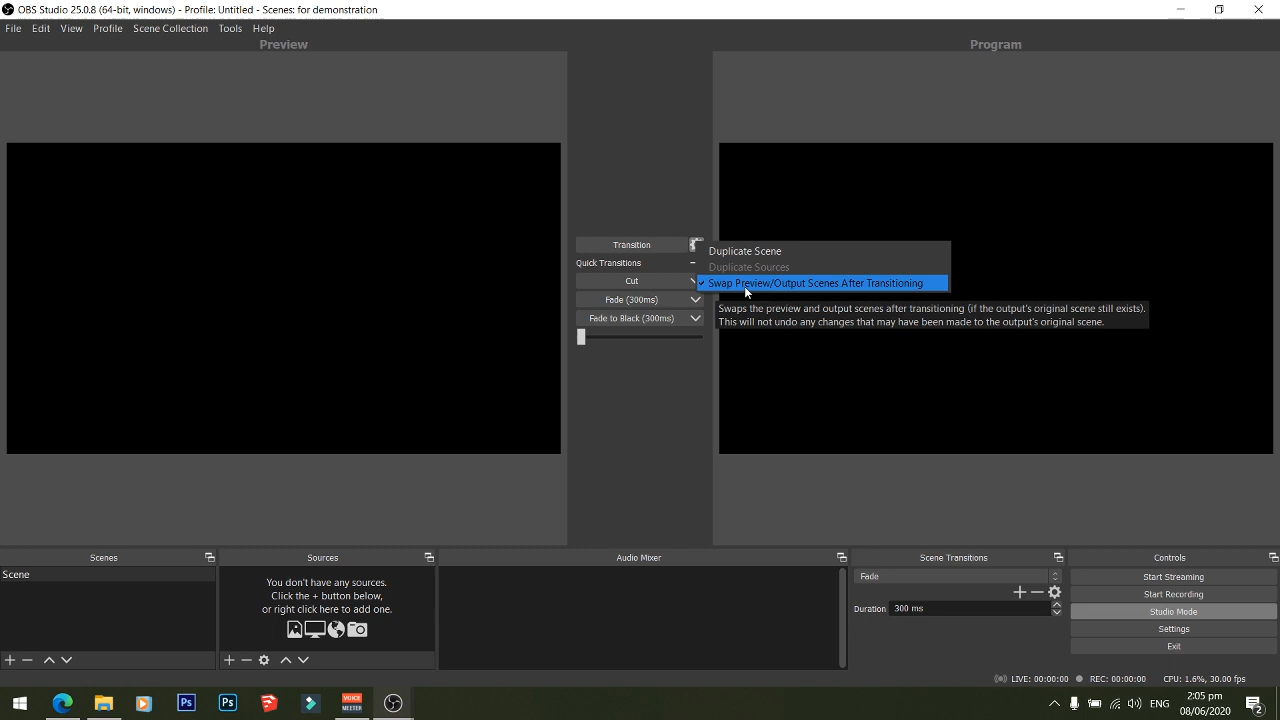 OBS Studio 25.0.8 (64-bit, windows) - Profile: Untitled - Scenes: for demonstration
File Edit View Profile Scene Collection Tools Help
Preview
Program
Transition
Quick Transitions
Cut
Fade (300ms)
Fade to Black (300ms)
Duplicate Scene
Duplicate Sources
Swap Preview/Output Scenes After Transitioning
Swaps the preview and output scenes after transitioning (if the output's original scene still exists).
This will not undo any changes that may have been made to the output's original scene.
Scenes
Scene
Sources
You don't have any sources.
Click the + button below,
or right click here to add one.
Audio Mixer
Scene Transitions
Fade
Duration 300 ms
Controls
Start Streaming
Start Recording
Studio Mode
Settings
Exit
LIVE: 00:00:00 REC: 00:00:00 CPU: 1.6%, 30.00 fps
Ps
Ps
VOICE
MEETER
ENG
2:05 pm
08/06/2020
2